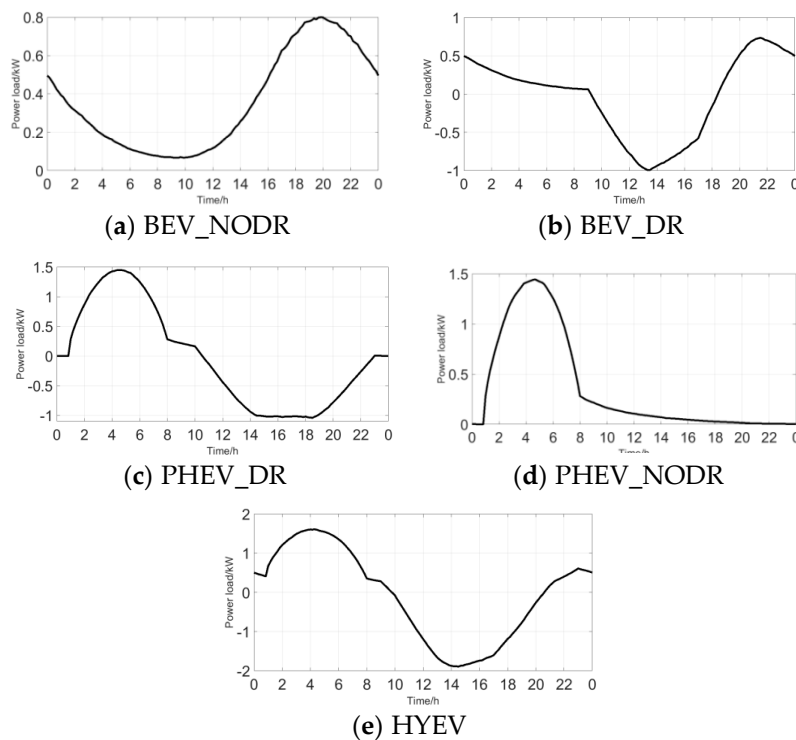 0.8
0.6
0.4
0.2
0
Power load/kW
0 2 4 6 8 10 12 14 16 18 20 22 0
Time/h
(a) BEV_NODR
1
0.5
0
-0.5
-1
Power load/kW
0 2 4 6 8 10 12 14 16 18 20 22 0
Time/h
(b) BEV_DR
1.5
1
0.5
0
-0.5
-1
Power load/kW
0 2 4 6 8 10 12 14 16 18 20 22 0
Time/h
(c) PHEV_DR
1.5
1
0.5
0
Power load/kW
0 2 4 6 8 10 12 14 16 18 20 22 0
Time/h
(d) PHEV_NODR
2
1
0
-1
-2
Power load/kW
0 2 4 6 8 10 12 14 16 18 20 22 0
Time/h
(e) HYEV